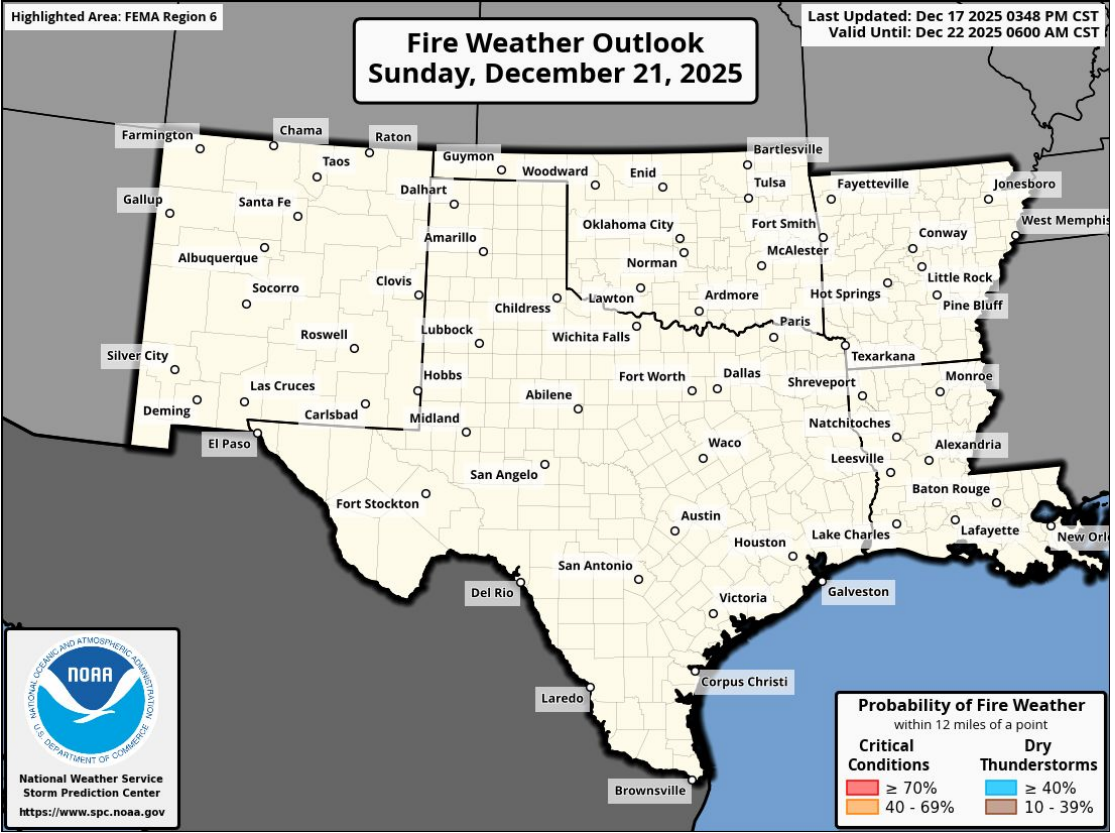 Highlighted Area: FEMA Region 6
Fire Weather Outlook
Sunday, December 21, 2025
Last Updated: Dec 17 2025 0348 PM CST
Valid Until: Dec 22 2025 0600 AM CST
Farmington
Chama
Raton
Taos
Guymon
Woodward
Enid
Bartlesville
Tulsa
Fayetteville
Jonesboro
Gallup
Santa Fe
Dalhart
Oklahoma City
Fort Smith
West Memphis
Albuquerque
Amarillo
Norman
McAlester
Conway
Socorro
Clovis
Childress
Lawton
Ardmore
Hot Springs
Little Rock
Pine Bluff
Roswell
Lubbock
Wichita Falls
Paris
Silver City
Texarkana
Las Cruces
Hobbs
Abilene
Fort Worth
Dallas
Shreveport
Monroe
Deming
Carlsbad
Midland
Natchitoches
El Paso
San Angelo
Waco
Leesville
Alexandria
Fort Stockton
Baton Rouge
Austin
Houston
Lake Charles
Lafayette
New Orl
San Antonio
Del Rio
Victoria
Galveston
Laredo
Corpus Christi
Brownsville
NATIONAL OCEANIC AND ATMOSPHERIC ADMINISTRATION
NOAA
U.S. DEPARTMENT OF COMMERCE
National Weather Service
Storm Prediction Center
https://www.spc.noaa.gov
Probability of Fire Weather
within 12 miles of a point
Critical Conditions
≥ 70%
40 - 69%
Dry Thunderstorms
≥ 40%
10 - 39%